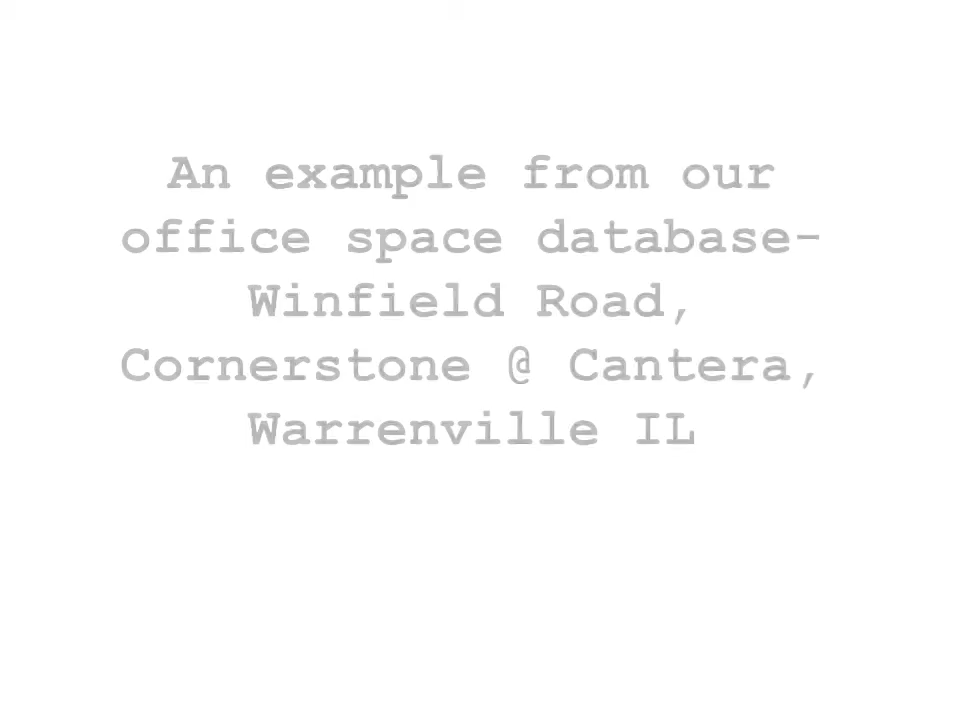 An example from our
office space database-
Winfield Road,
Cornerstone @ Cantera,
Warrenville IL